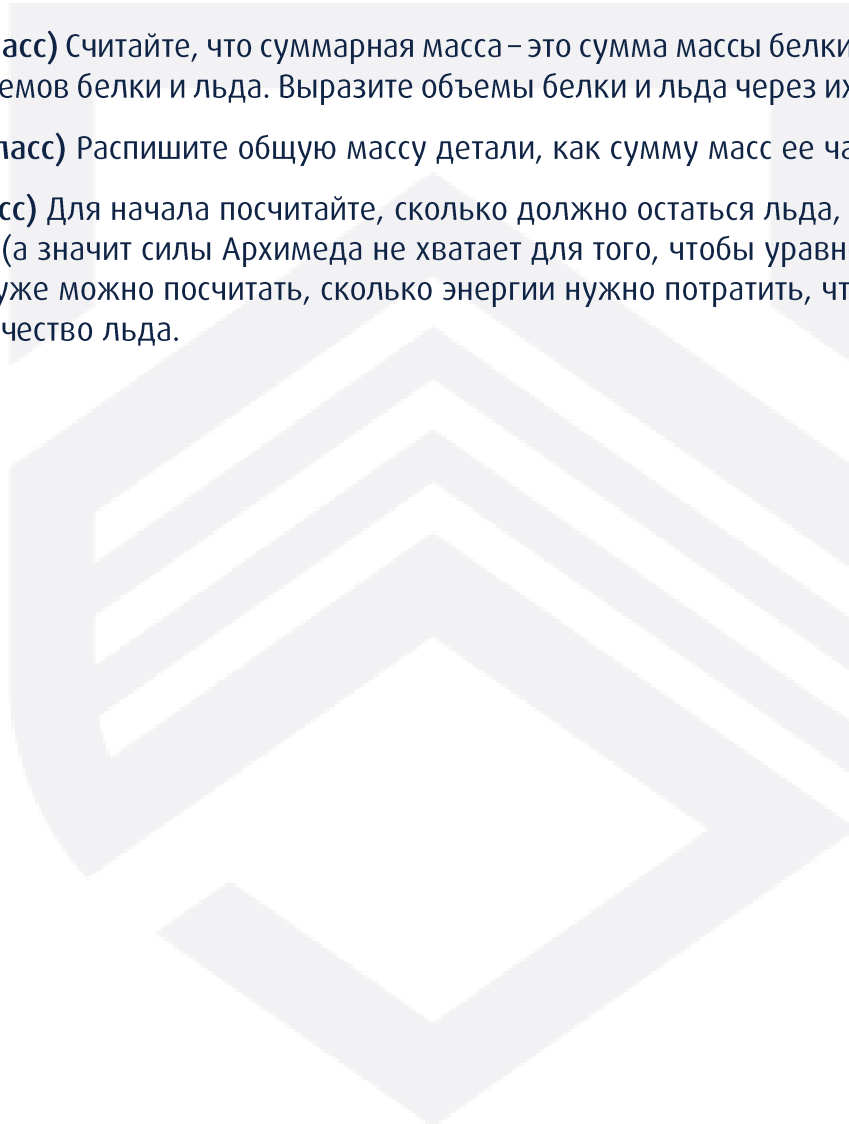 асс) Считайте, что суммарная масса – это сумма массы белки
емов белки и льда. Выразите объемы белки и льда через их
ласс) Распишите общую массу детали, как сумму масс ее ча
сс) Для начала посчитайте, сколько должно остаться льда,
(а значит силы Архимеда не хватает для того, чтобы уравн
уже можно посчитать, сколько энергии нужно потратить, чт
чество льда.